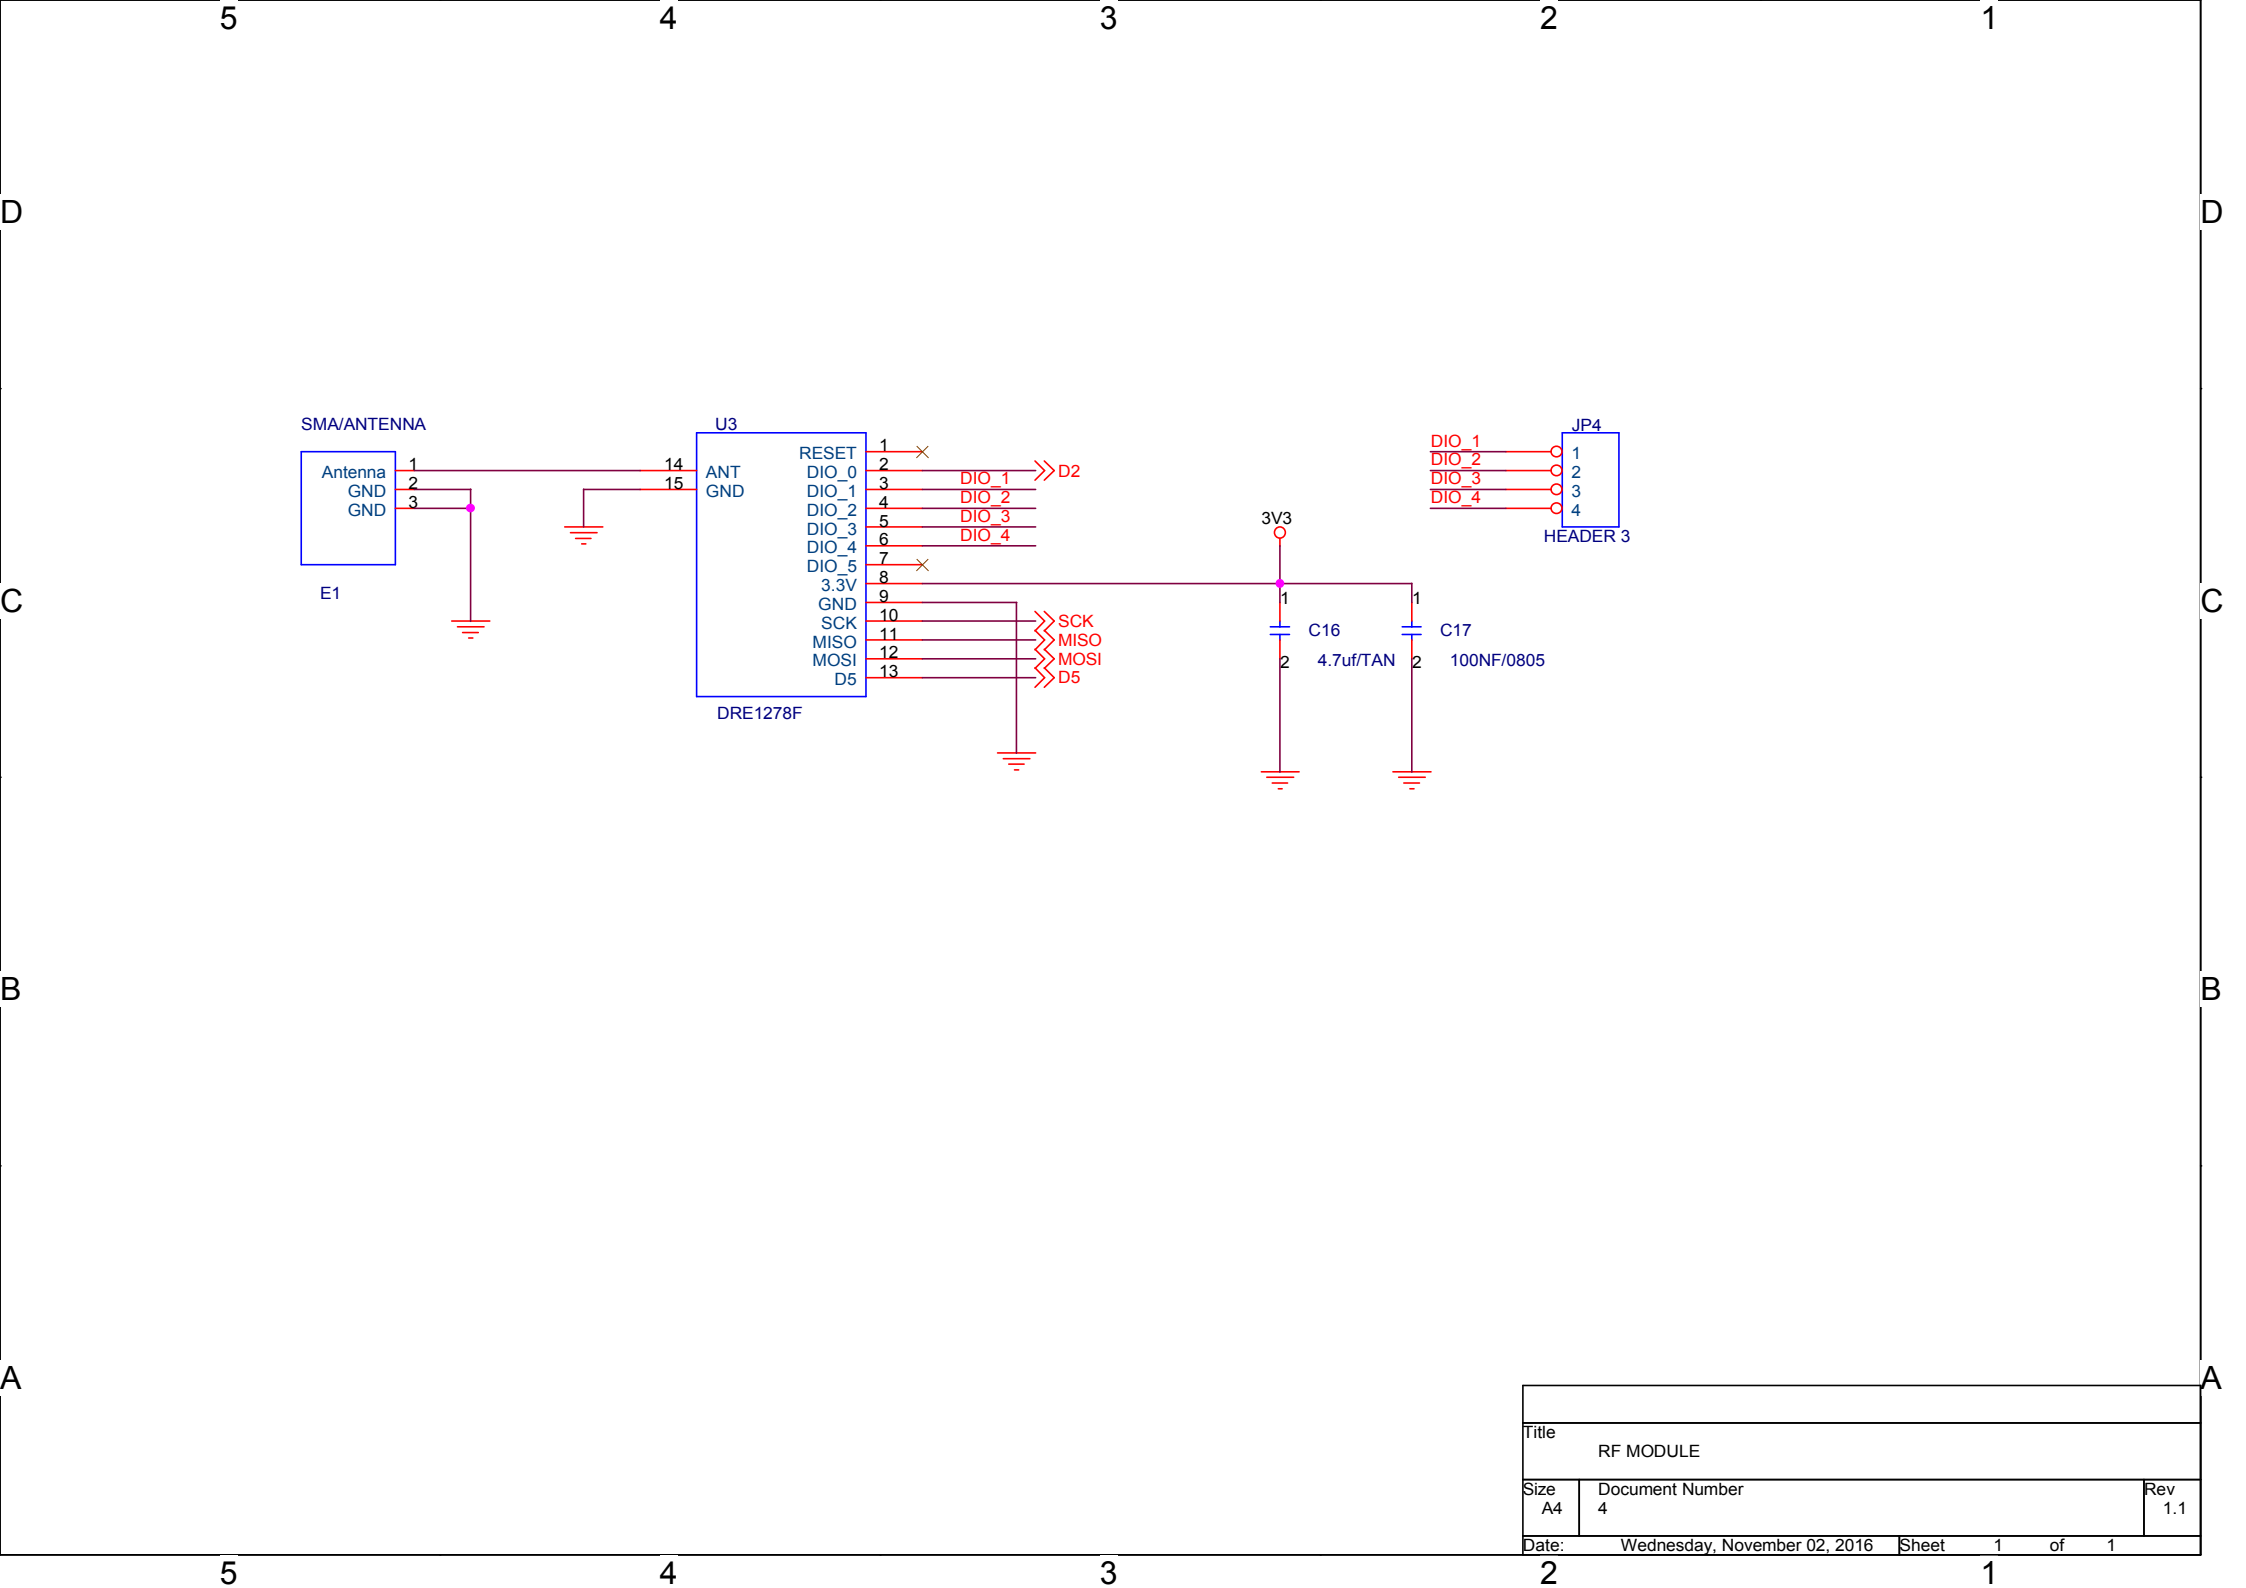 5 4 3 2 1
D D
SMA/ANTENNA
Antenna 1
GND 2
GND 3
E1
U3
14 ANT
15 GND
RESET 1
DIO_0 2 D2
DIO_1 3 DIO_1
DIO_2 4 DIO_2
DIO_3 5 DIO_3
DIO_4 6 DIO_4
DIO_5 7
3.3V 8
GND 9
SCK 10 SCK
MISO 11 MISO
MOSI 12 MOSI
D5 13 D5
DRE1278F
3V3
1 C16
4.7uf/TAN
2
1 C17
100NF/0805
2
JP4
DIO_1 1
DIO_2 2
DIO_3 3
DIO_4 4
HEADER 3
C C
B B
A A
Title
RF MODULE
Size Document Number Rev
A4 4 1.1
Date: Wednesday, November 02, 2016 Sheet 1 of 1
5 4 3 2 1